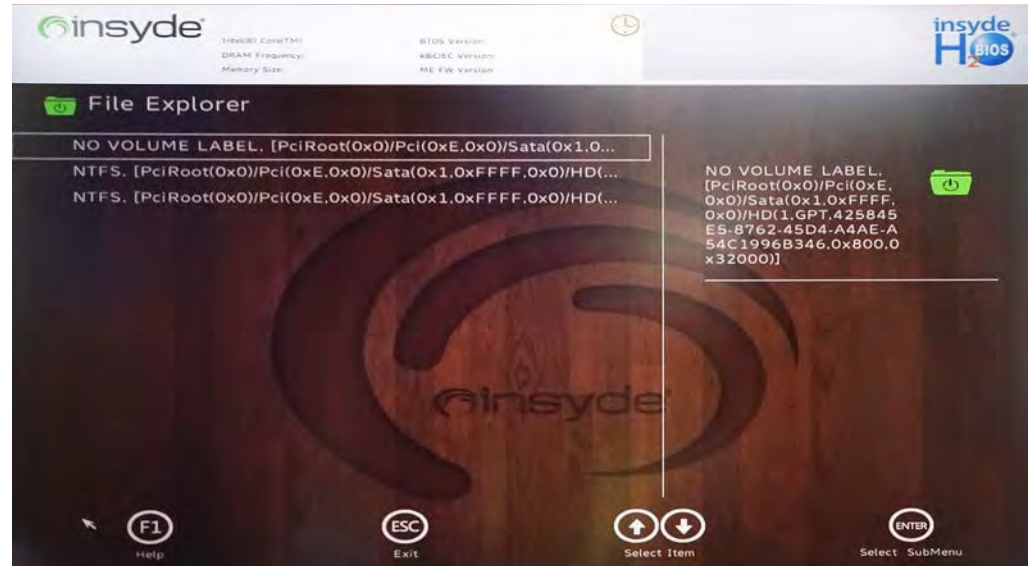 insyde
Intel(R) Core(TM)
DRAM Frequency:
Memory Size:
BIOS Version:
KBC/EC Version:
ME FW Version:
insyde
H2 BIOS
File Explorer
NO VOLUME LABEL, [PciRoot(0x0)/Pci(0xE,0x0)/Sata(0x1,0...
NTFS, [PciRoot(0x0)/Pci(0xE,0x0)/Sata(0x1,0xFFFF,0x0)/HD(...
NTFS, [PciRoot(0x0)/Pci(0xE,0x0)/Sata(0x1,0xFFFF,0x0)/HD(...
NO VOLUME LABEL,
[PciRoot(0x0)/Pci(0xE,
0x0)/Sata(0x1,0xFFFF,
0x0)/HD(1,GPT,425845
E5-8762-45D4-A4AE-A
54C1996B346,0x800,0
x32000)]
insyde
F1
Help
ESC
Exit
Select Item
ENTER
Select SubMenu